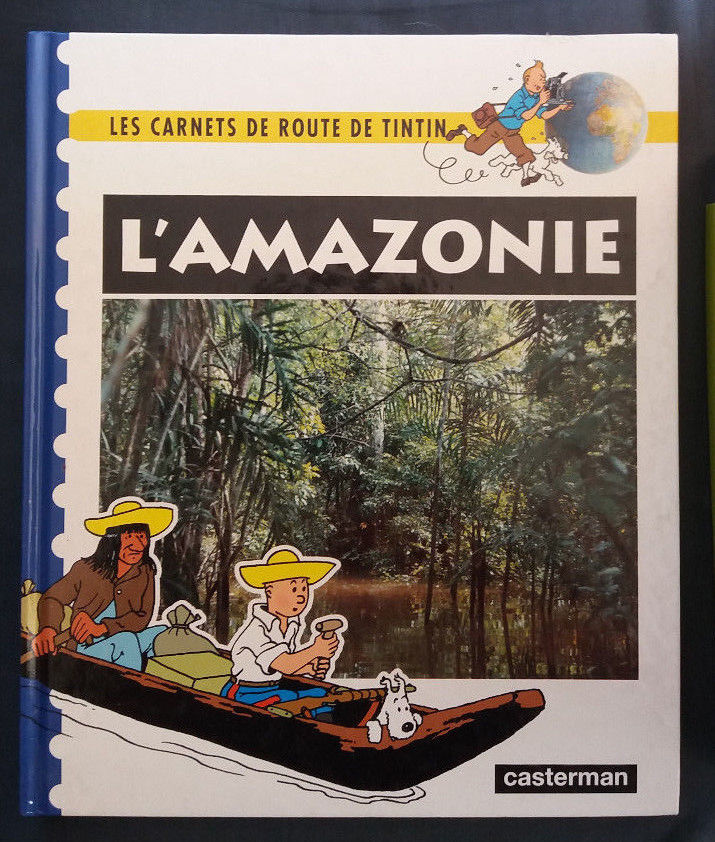 LES CARNETS DE ROUTE DE TINTIN
L'AMAZONIE
casterman